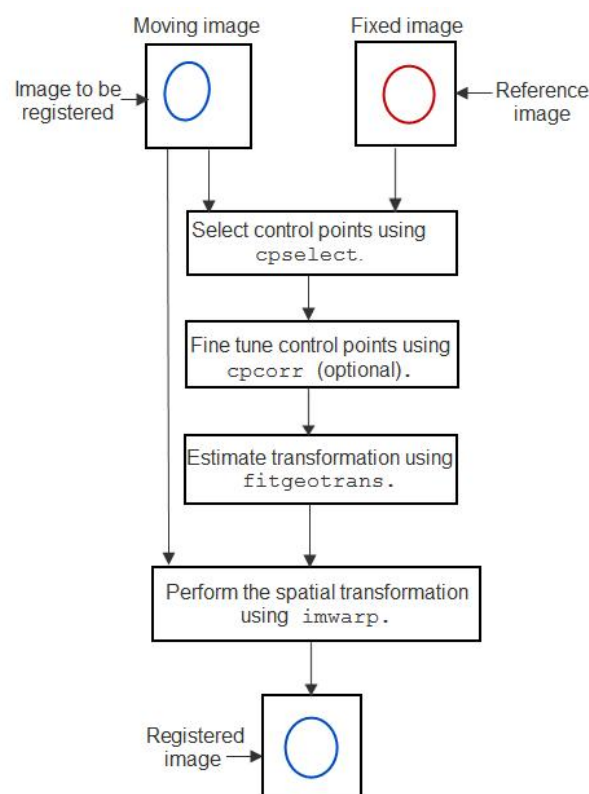 Moving image
Fixed image
Image to be
registered
Reference
image
Select control points using
cpselect.
Fine tune control points using
cpcorr (optional).
Estimate transformation using
fitgeotrans.
Perform the spatial transformation
using imwarp.
Registered
image